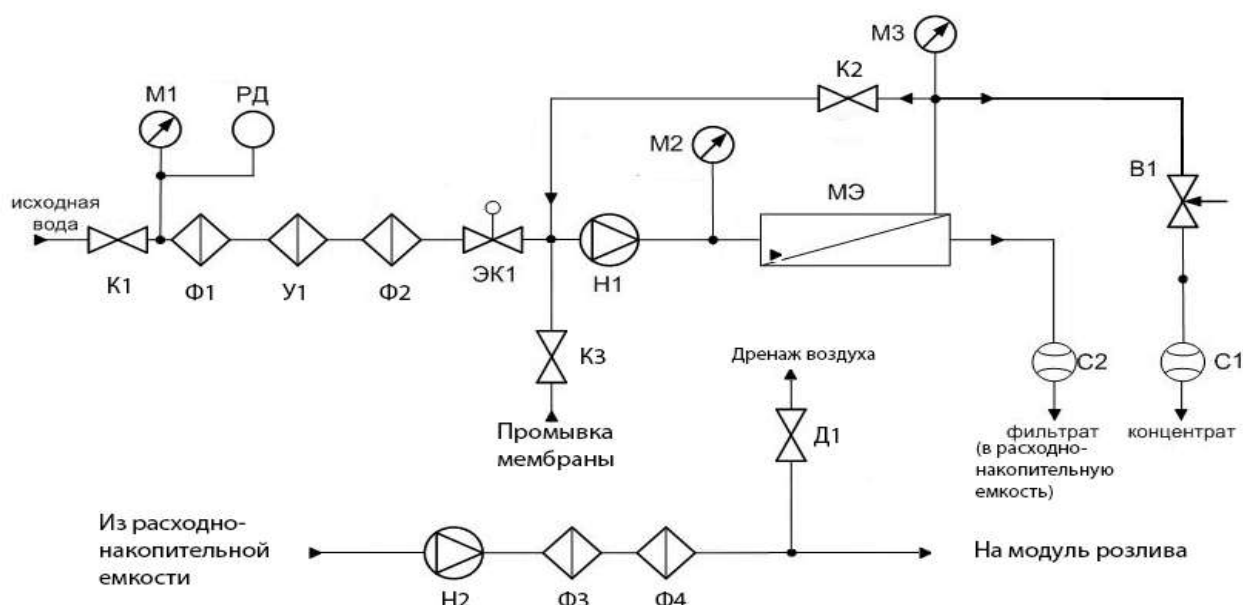 М3
К2
М1
РД
М2
В1
исходная
вода
МЭ
К1
Ф1
У1
Ф2
ЭК1
Н1
К3
Дренаж воздуха
С2
С1
Промывка
мембраны
Д1
фильтрат
(в расходно-
накопительную
емкость)
концентрат
Из расходно-
накопительной
емкости
На модуль розлива
Н2
Ф3
Ф4